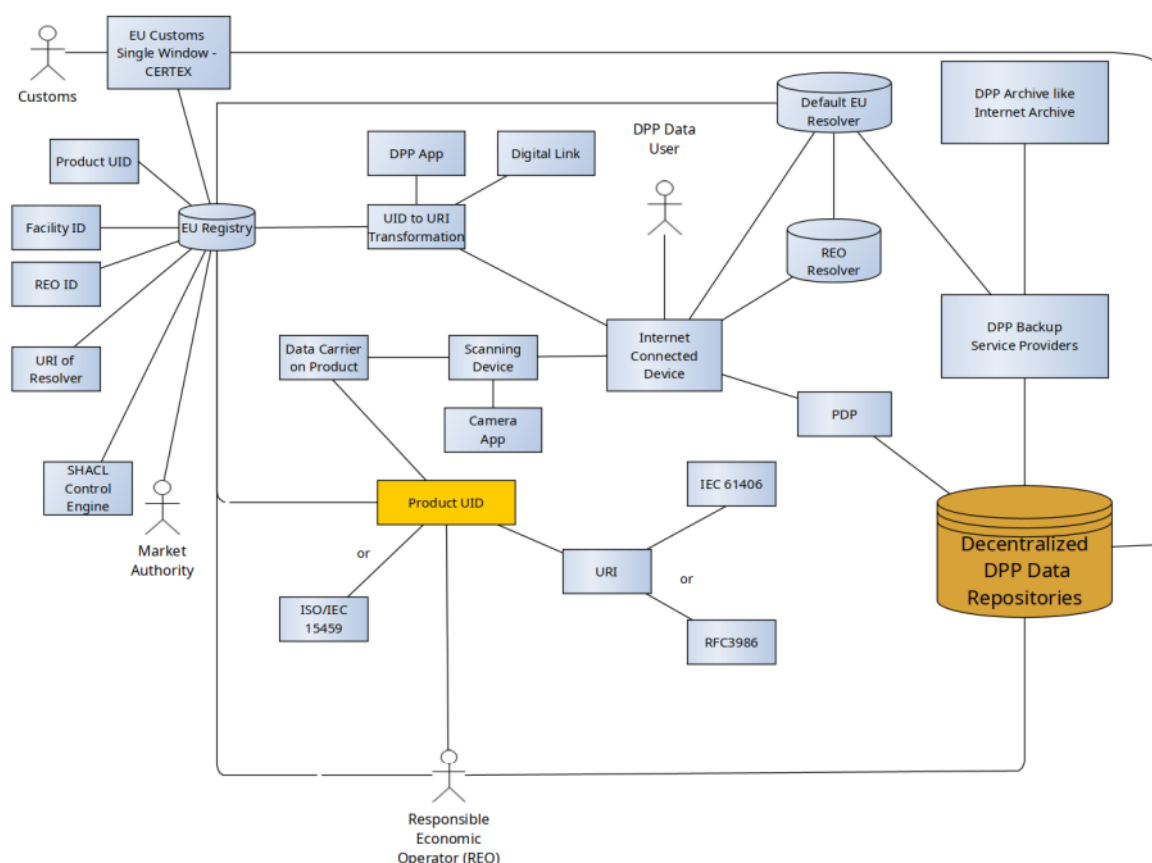 EU Customs
Single Window -
CERTEX
Customs
Default EU
Resolver
DPP Archive like
Internet Archive
DPP Data
User
DPP App
Digital Link
Product UID
Facility ID
EU Registry
UID to URI
Transformation
REO ID
REO
Resolver
URI of
Resolver
Data Carrier
on Product
Scanning
Device
Internet
Connected
Device
DPP Backup
Service Providers
Camera
App
PDP
SHACL
Control
Engine
Market
Authority
Product UID
IEC 61406
or
URI
or
ISO/IEC
15459
RFC3986
Decentralized
DPP Data
Repositories
Responsible
Economic
Operator (REO)